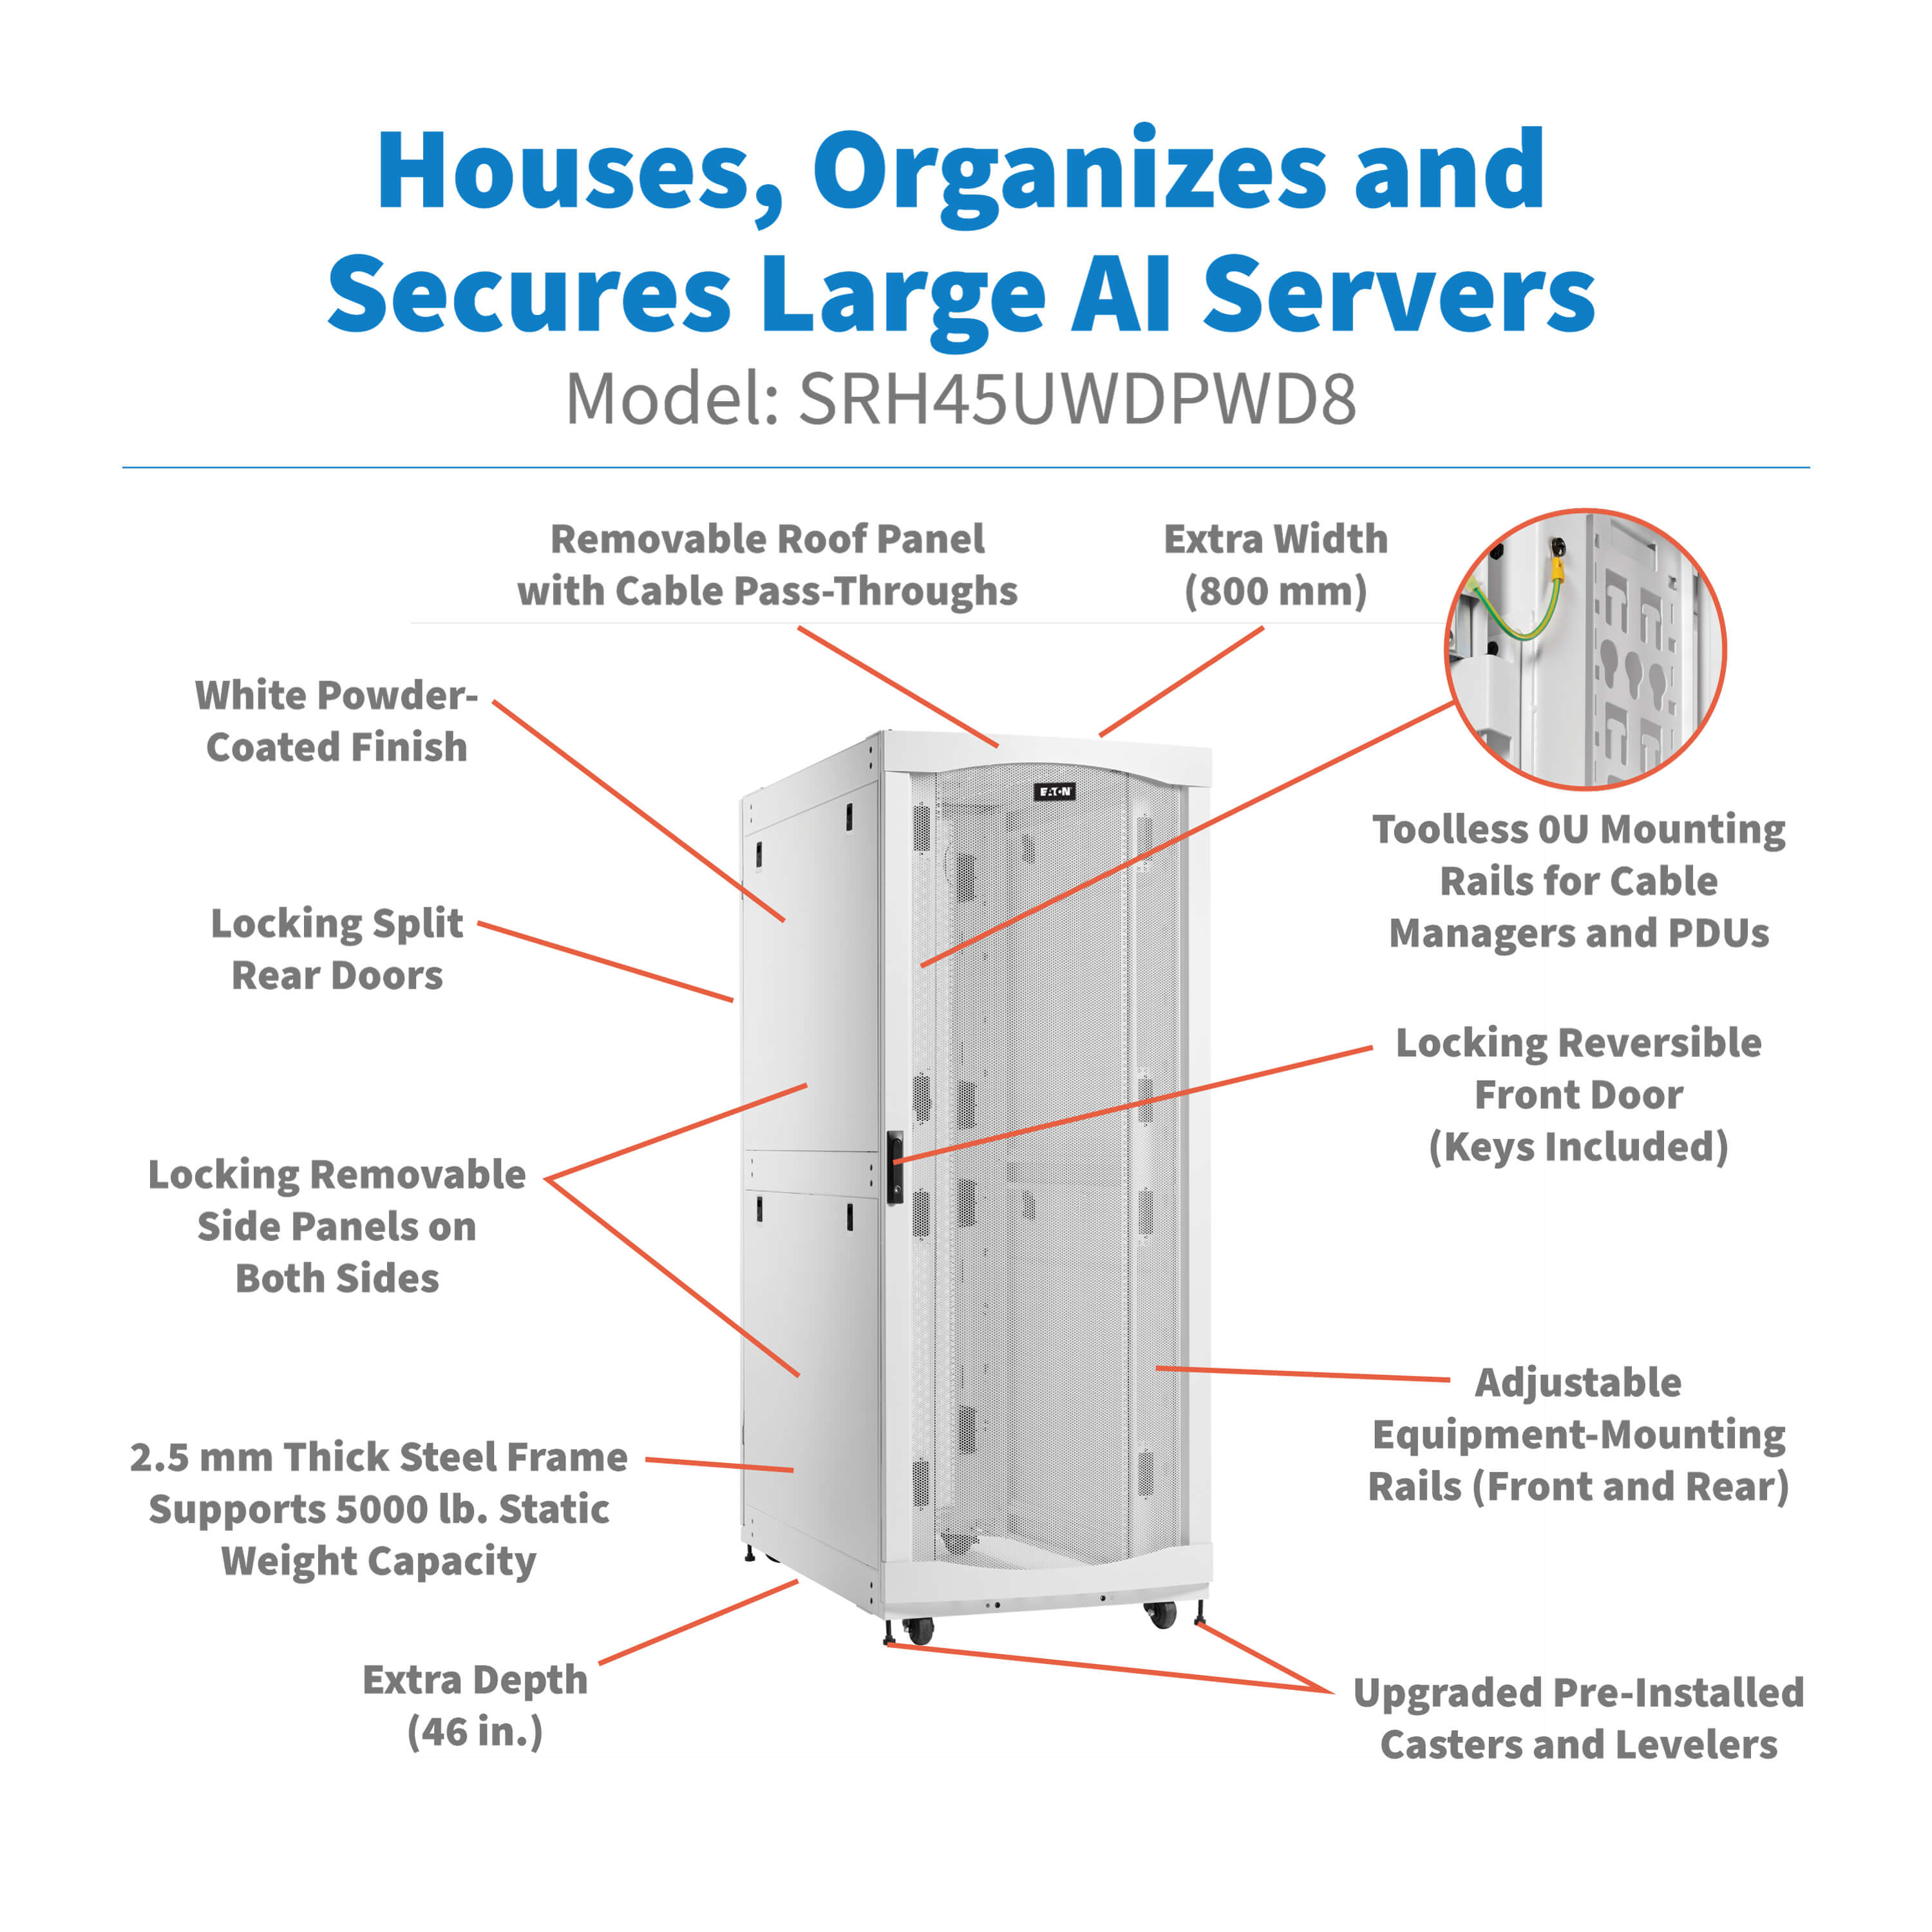 Houses, Organizes and
Secures Large AI Servers
Model: SRH45UWDPWD8
Removable Roof Panel
with Cable Pass-Throughs
Extra Width
(800 mm)
White Powder-
Coated Finish
EATON
Toolless 0U Mounting
Rails for Cable
Managers and PDUs
Locking Split
Rear Doors
Locking Reversible
Front Door
(Keys Included)
Locking Removable
Side Panels on
Both Sides
Adjustable
Equipment-Mounting
Rails (Front and Rear)
2.5 mm Thick Steel Frame
Supports 5000 lb. Static
Weight Capacity
Extra Depth
(46 in.)
Upgraded Pre-Installed
Casters and Levelers